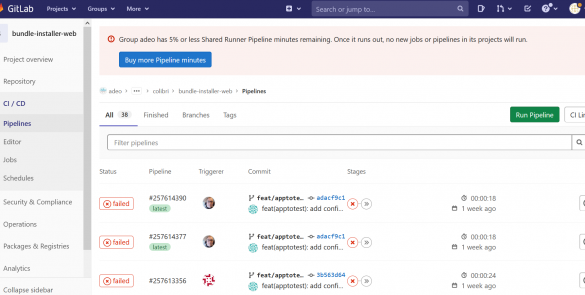 GitLab Projects Groups More Search or jump to...
bundle-installer-web
Group adeo has 5% or less Shared Runner Pipeline minutes remaining. Once it runs out, no new jobs or pipelines in its projects will run.
Buy more Pipeline minutes
Project overview
Repository
CI / CD
Pipelines
Editor
Jobs
Schedules
Security & Compliance
Operations
Packages & Registries
Analytics
Collapse sidebar
adeo › ... › colibri › bundle-installer-web › Pipelines
All 38 Finished Branches Tags
Run Pipeline CI Lin
Filter pipelines
Status Pipeline Triggerer Commit Stages
failed #257614390 feat/apptote... adacf9c1 00:00:18
latest feat(apptotest): add confi... 1 week ago
failed #257614377 feat/apptote... adacf9c1 00:00:18
latest feat(apptotest): add confi... 1 week ago
failed #257613356 feat/apptote... 3b563d64 00:00:24
feat(apptotest): add confi... 1 week ago